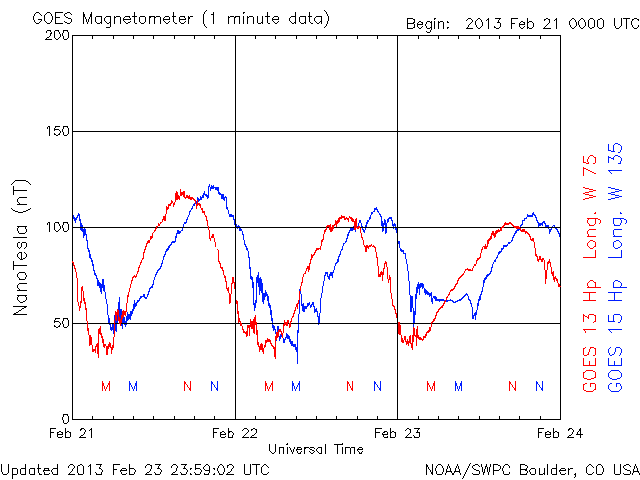 GOES Magnetometer (1 minute data)
Begin: 2013 Feb 21 0000 UTC
200
150
100
50
0
NanoTesla (nT)
M M N N M M N N M M N N
Feb 21 Feb 22 Feb 23 Feb 24
Universal Time
GOES 13 Hp Long. W 75
GOES 15 Hp Long. W 135
Updated 2013 Feb 23 23:59:02 UTC
NOAA/SWPC Boulder, CO USA